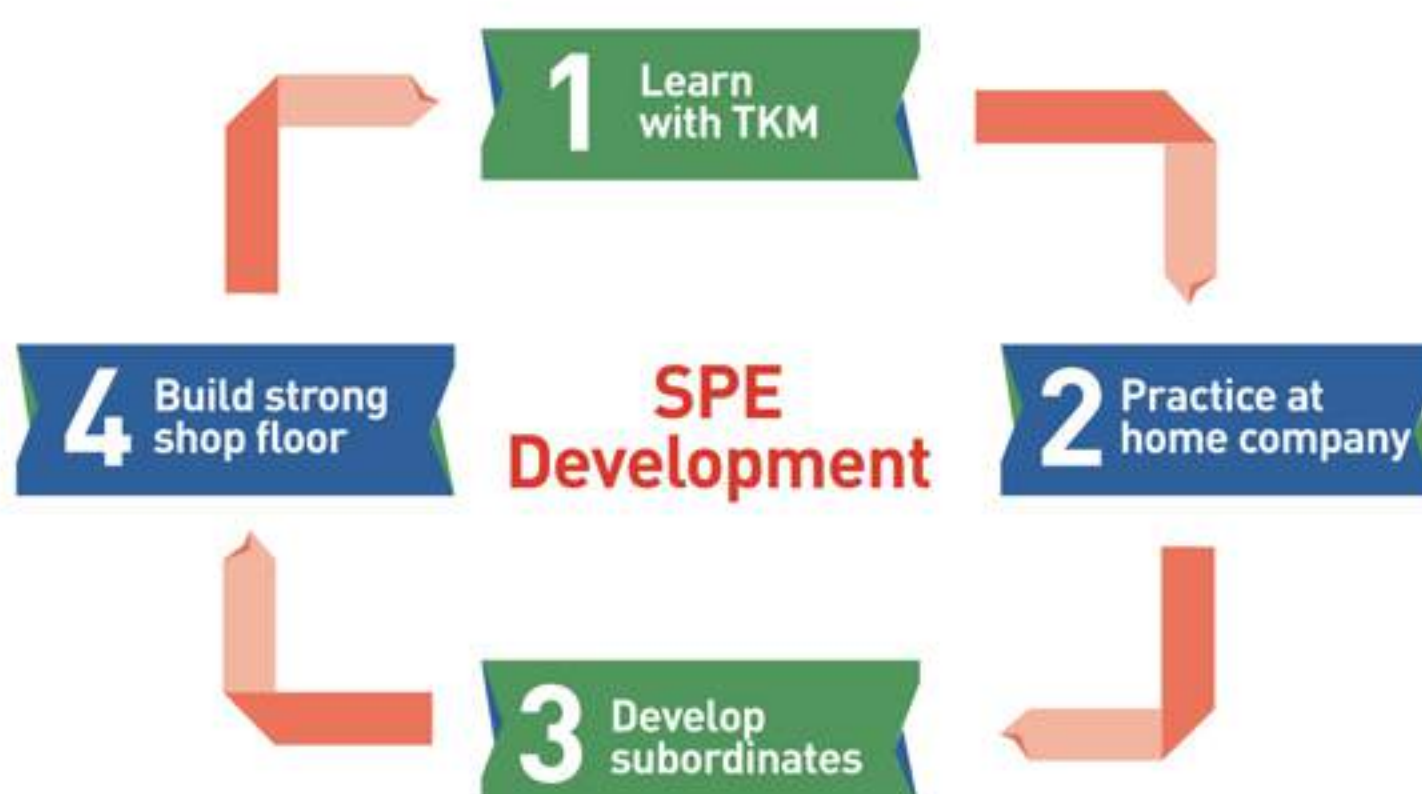 1 Learn
with TKM
4 Build strong
shop floor
SPE
Development
2 Practice at
home company
3 Develop
subordinates